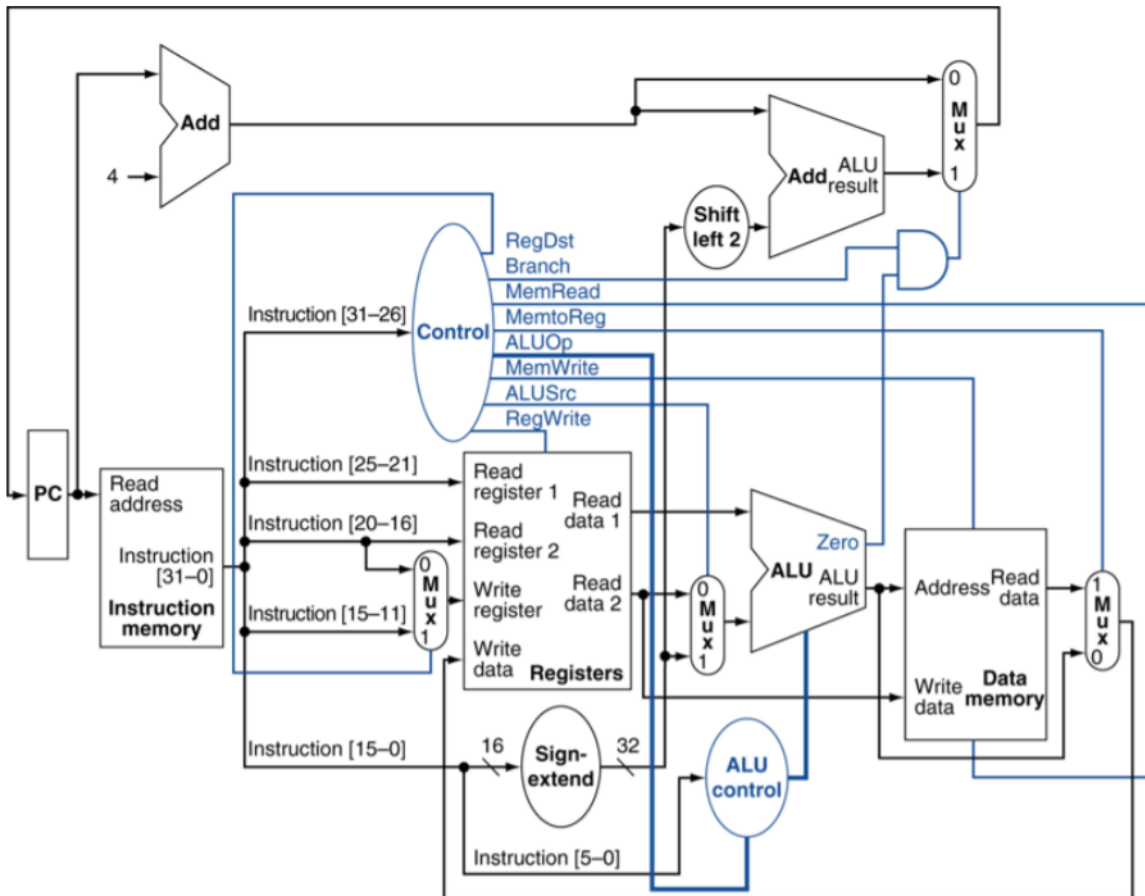 0
M
u
x
1
Add
4
Add
ALU
result
Shift
left 2
RegDst
Branch
MemRead
MemtoReg
ALUOp
MemWrite
ALUSrc
RegWrite
Control
Instruction [31–26]
PC
Read
address
Instruction
[31–0]
Instruction
memory
Instruction [25–21]
Instruction [20–16]
Instruction [15–11]
0
M
u
x
1
Read
register 1
Read
register 2
Write
register
Write
data
Read
data 1
Read
data 2
Registers
0
M
u
x
1
Zero
ALU
ALU
result
Address
Read
data
Write
data
Data
memory
1
M
u
x
0
Instruction [15–0]
16
Sign-
extend
32
ALU
control
Instruction [5–0]